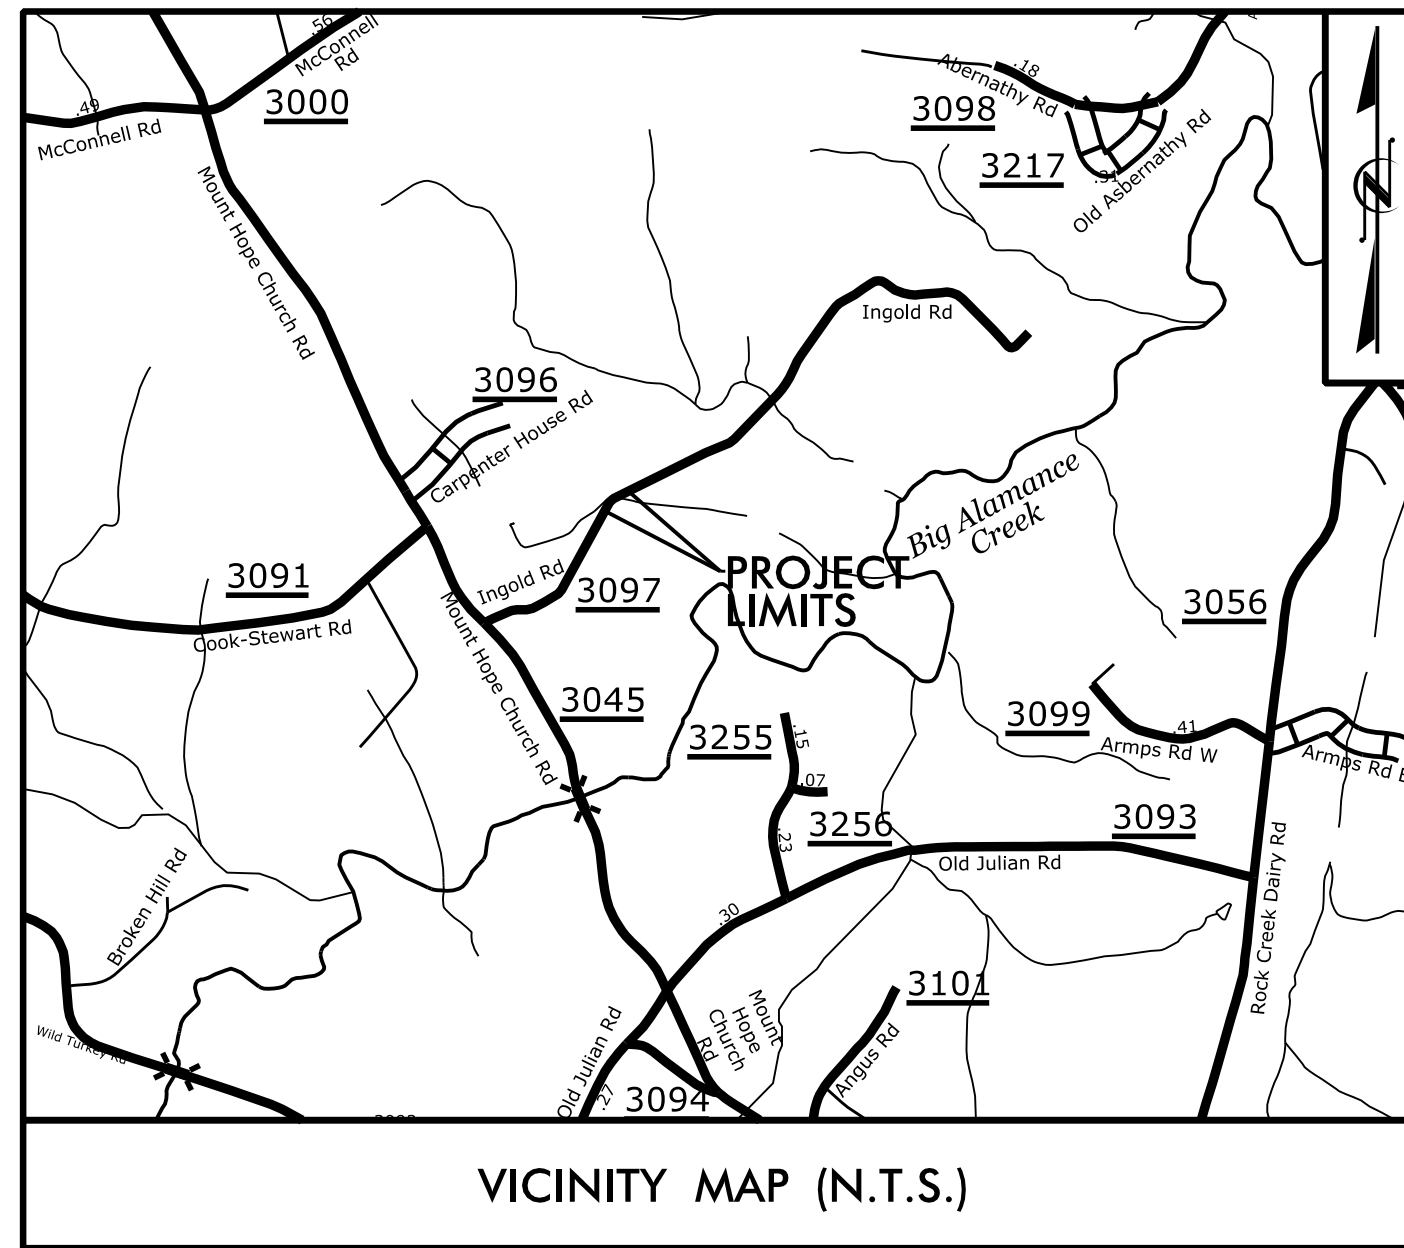 .56
McConnell
Rd
3000
.49
McConnell Rd
Abernathy Rd
.18
3098
3217
.31
Old Asbernathy Rd
Mount Hope Church Rd
Ingold Rd
3096
Carpenter House Rd
Big Alamance
Creek
PROJECT
LIMITS
3091
Cook-Stewart Rd
Ingold Rd
3097
3056
Mount Hope Church Rd
3045
3255
.15
.07
3256
.23
3099
.41
Armps Rd W
Armps Rd E
3093
Old Julian Rd
Rock Creek Dairy Rd
Broken Hill Rd
.30
3101
Angus Rd
Mount
Hope
Church
Rd
Wild Turkey Rd
Old Julian Rd
.27
3094
VICINITY MAP (N.T.S.)